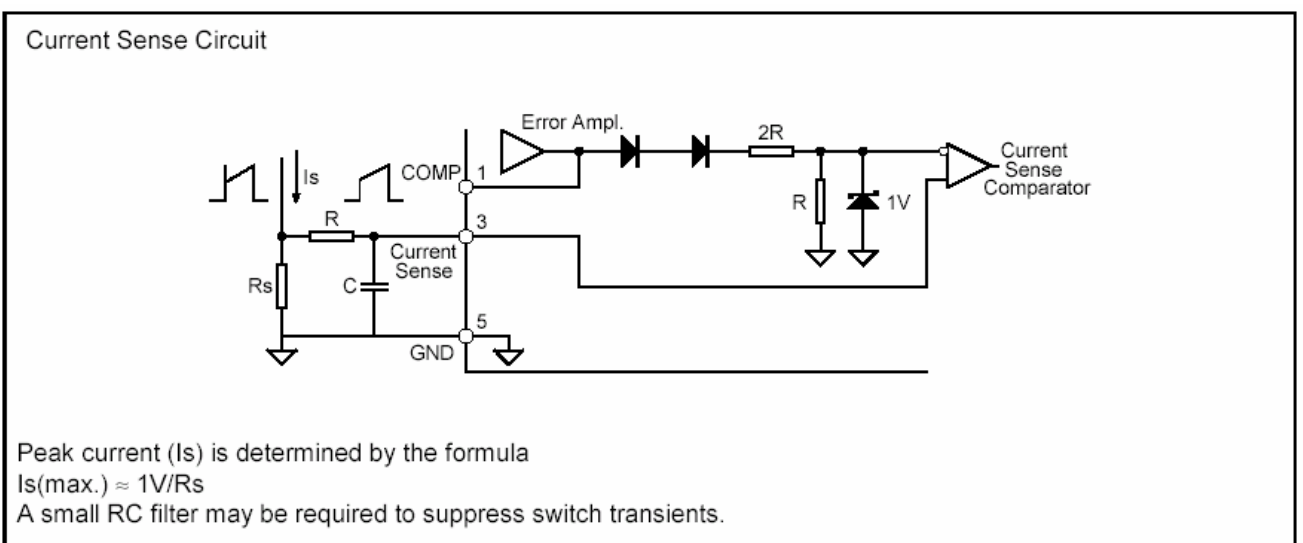 Current Sense Circuit
Error Ampl.
2R
COMP
1
Is
R
1V
Current
Sense
Comparator
R
3
Current
Sense
Rs
C
5
GND
Peak current (Is) is determined by the formula
Is(max.) ≈ 1V/Rs
A small RC filter may be required to suppress switch transients.